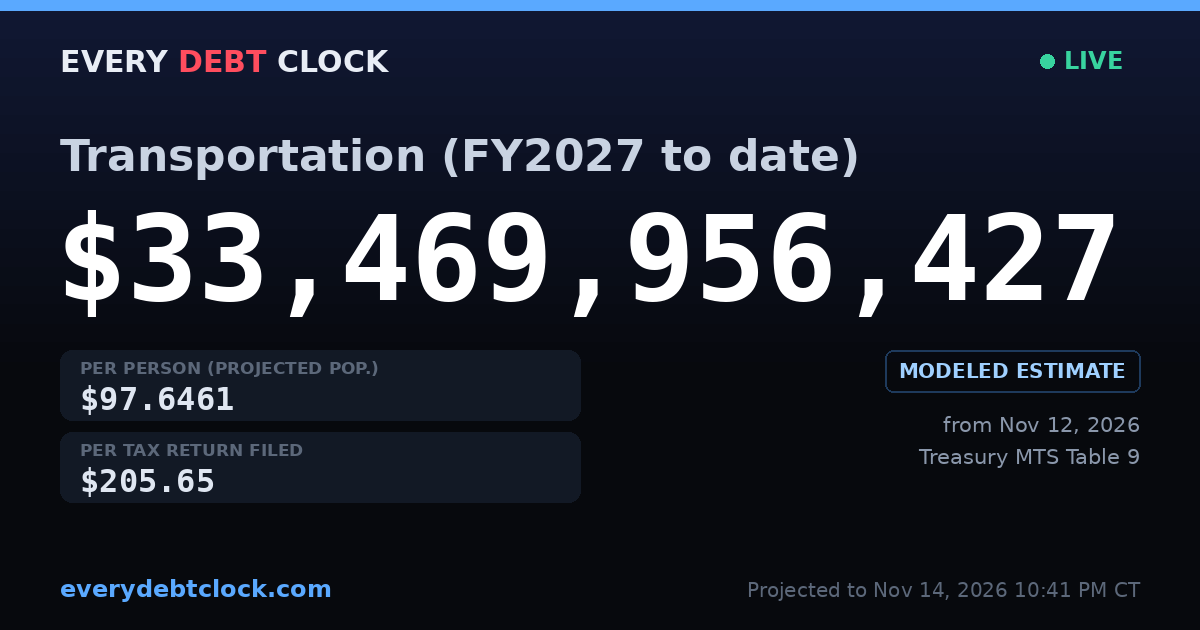 EVERY DEBT CLOCK
LIVE
Transportation (FY2027 to date)
$33,469,956,427
PER PERSON (PROJECTED POP.)
$97.6461
PER TAX RETURN FILED
$205.65
MODELED ESTIMATE
from Nov 12, 2026
Treasury MTS Table 9
everydebtclock.com
Projected to Nov 14, 2026 10:41 PM CT